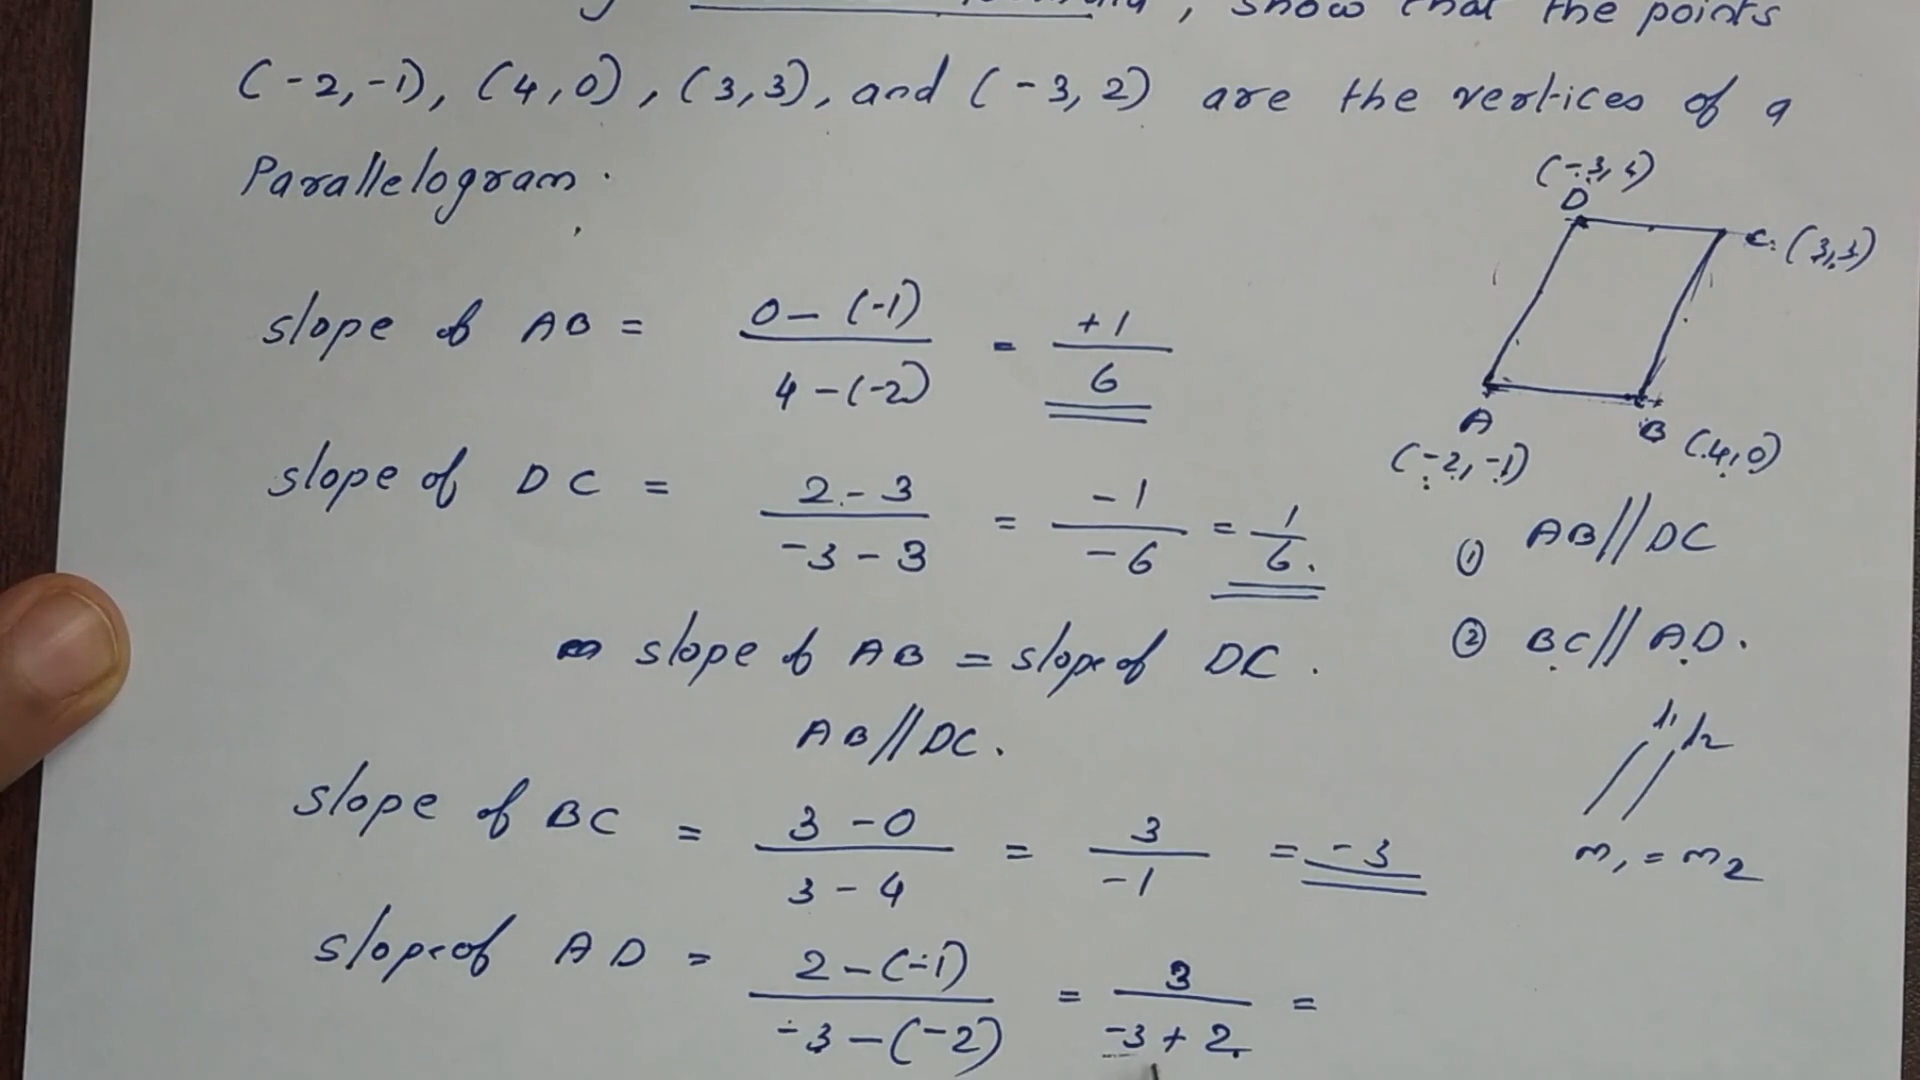 , show that the points
(-2,-1), (4,0), (3,3), and (-3,2) are the vertices of a
Parallelogram.
(-3,
D
C. (3,3)
A
B (4,0)
(-2,-1)
slope of AB = 0-(-1) / 4-(-2) = +1 / 6
slope of DC = 2-3 / -3-3 = -1 / -6 = 1 / 6.
① AB//DC
② BC//AD.
slope of AB = slope of DC.
AB//DC.
l₁ l₂
m₁ = m₂
slope of BC = 3-0 / 3-4 = 3 / -1 = -3
slope of AD = 2-(-1) / -3-(-2) = 3 / -3+2 =